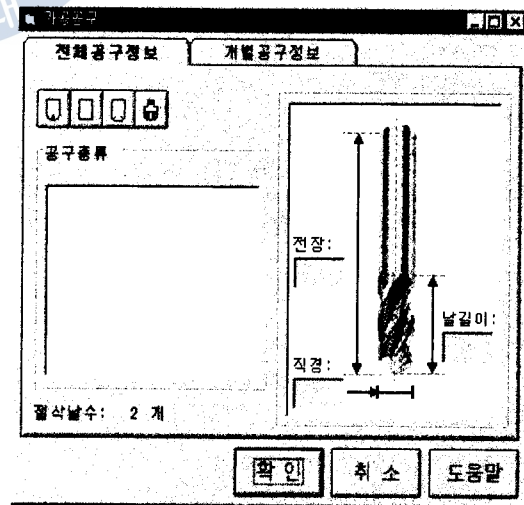 가공공구
전체공구정보 개별공구정보
공구종류
전장:
날길이:
직경:
절삭날수: 2 개
확 인 취 소 도움말